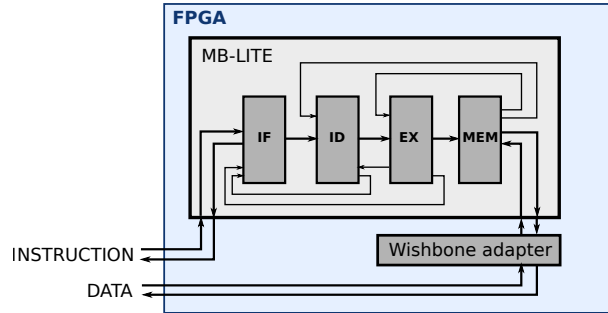 FPGA
MB-LITE
IF
ID
EX
MEM
INSTRUCTION
Wishbone adapter
DATA